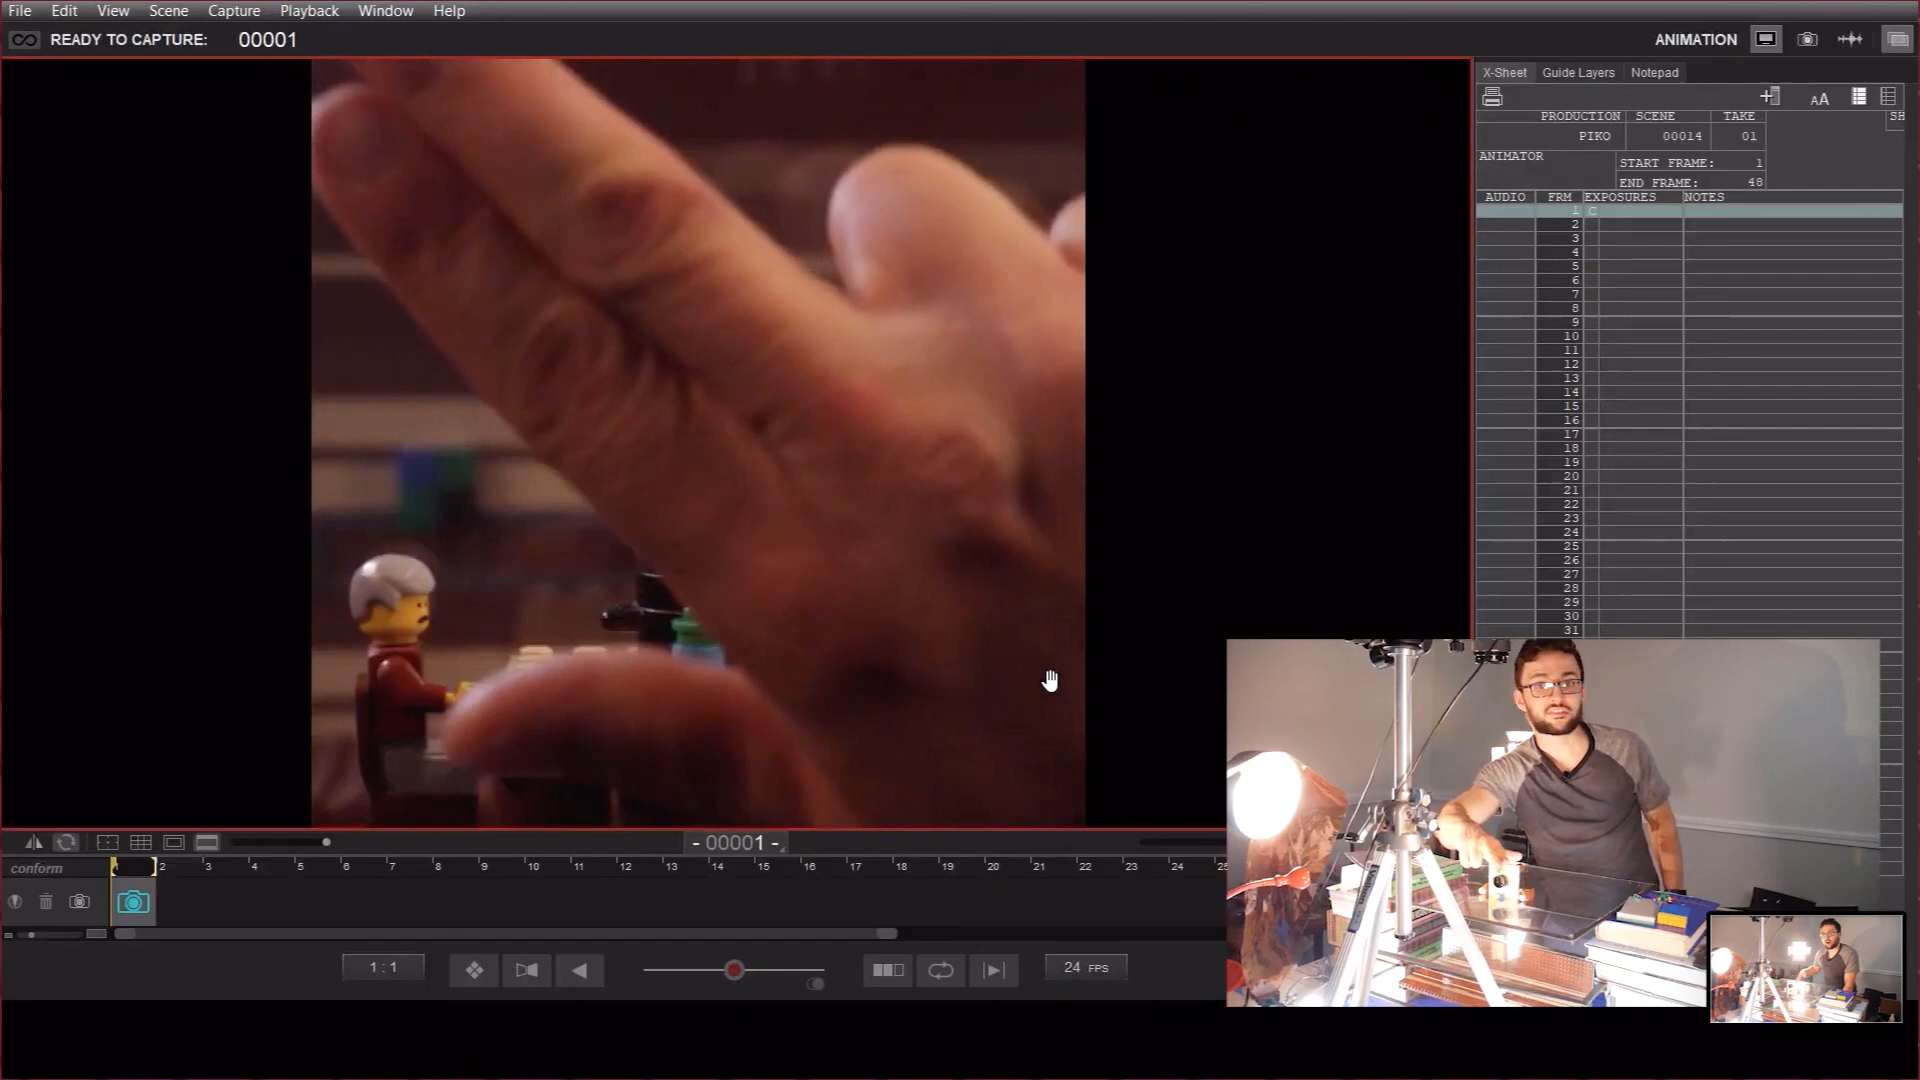 File Edit View Scene Capture Playback Window Help
READY TO CAPTURE: 00001
ANIMATION
X-Sheet Guide Layers Notepad
AA
PRODUCTION SCENE TAKE SH
PIKO 00014 01
ANIMATOR
START FRAME: 1
END FRAME: 48
AUDIO FRM EXPOSURES NOTES
1 C
2
3
4
5
6
7
8
9
10
11
12
13
14
15
16
17
18
19
20
21
22
23
24
25
26
27
28
29
30
31
- 00001 -
conform 1 2 3 4 5 6 7 8 9 10 11 12 13 14 15 16 17 18 19 20 21 22 23 24 25
1 : 1
24 FPS